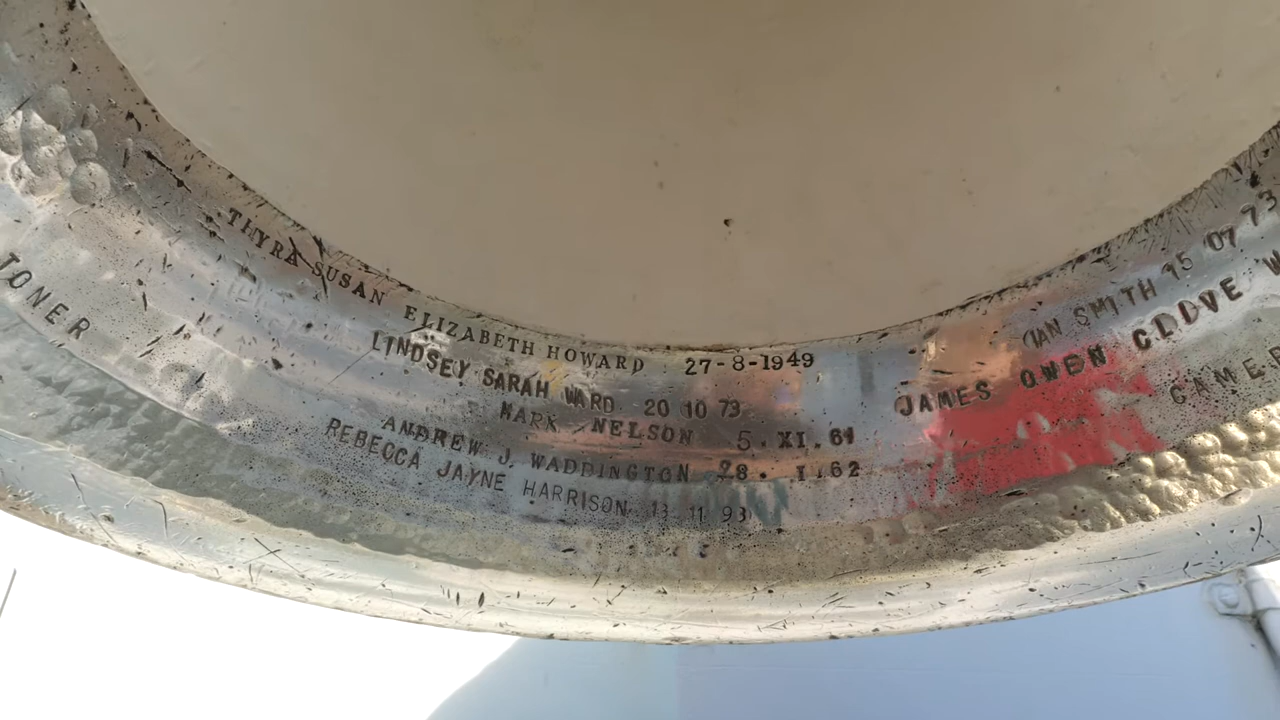 THYRA SUSAN ELIZABETH HOWARD 27-8-1949
LINDSEY SARAH WARD 20 10 73
MARK NELSON 5.XI.61
ANDREW J. WADDINGTON 28. I.62
REBECCA JAYNE HARRISON 13 11 93
TONER
IAN SMITH 15 07 73
JAMES OWEN CLOVE W
CAMER